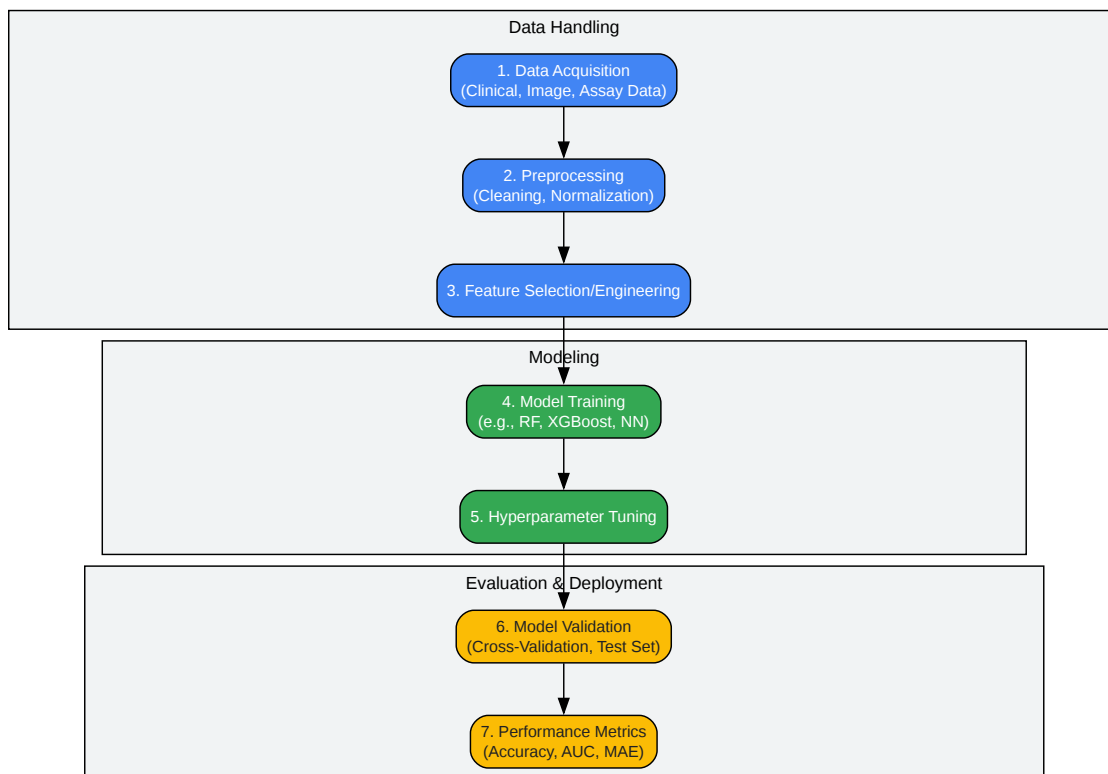 Data Handling
1. Data Acquisition
(Clinical, Image, Assay Data)
2. Preprocessing
(Cleaning, Normalization)
3. Feature Selection/Engineering
Modeling
4. Model Training
(e.g., RF, XGBoost, NN)
5. Hyperparameter Tuning
Evaluation & Deployment
6. Model Validation
(Cross-Validation, Test Set)
7. Performance Metrics
(Accuracy, AUC, MAE)